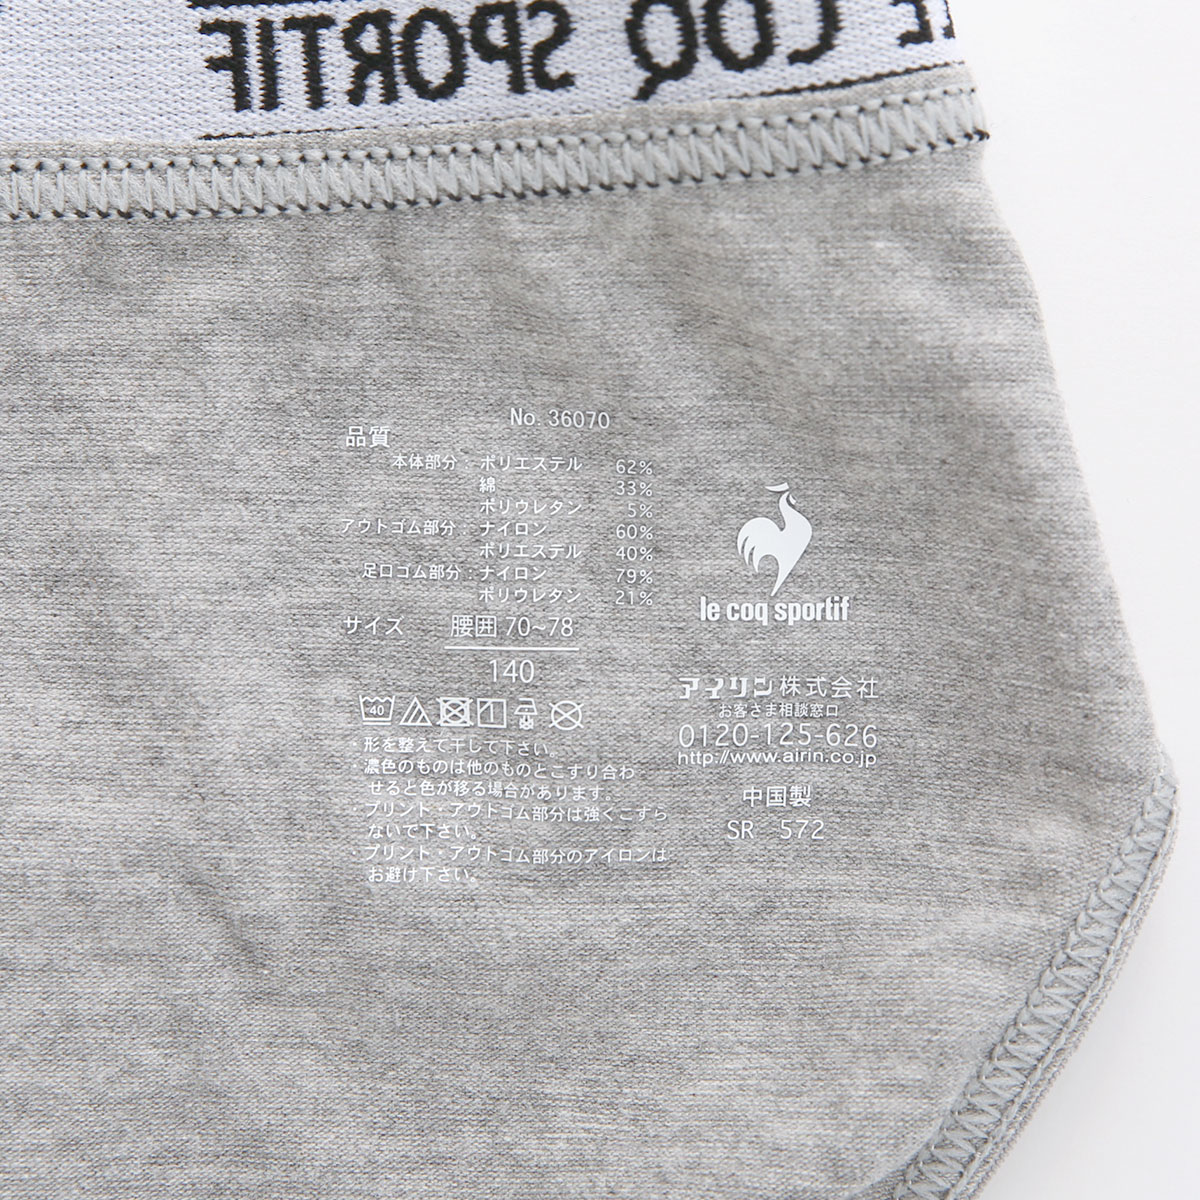 LE COQ SPORTIF
No. 36070
品質
本体部分：ポリエステル 62%
綿 33%
ポリウレタン 5%
アウトゴム部分：ナイロン 60%
ポリエステル 40%
足口ゴム部分：ナイロン 79%
ポリウレタン 21%
サイズ 腰囲 70~78
140
40
・形を整えて干して下さい。
・濃色のものは他のものとこすり合わ
せると色が移る場合があります。
・プリント・アウトゴム部分は強くこすら
ないで下さい。
・プリント・アウトゴム部分のアイロンは
お避け下さい。
le coq sportif
アイリン株式会社
お客さま相談窓口
0120-125-626
http://www.airin.co.jp
中国製
SR 572